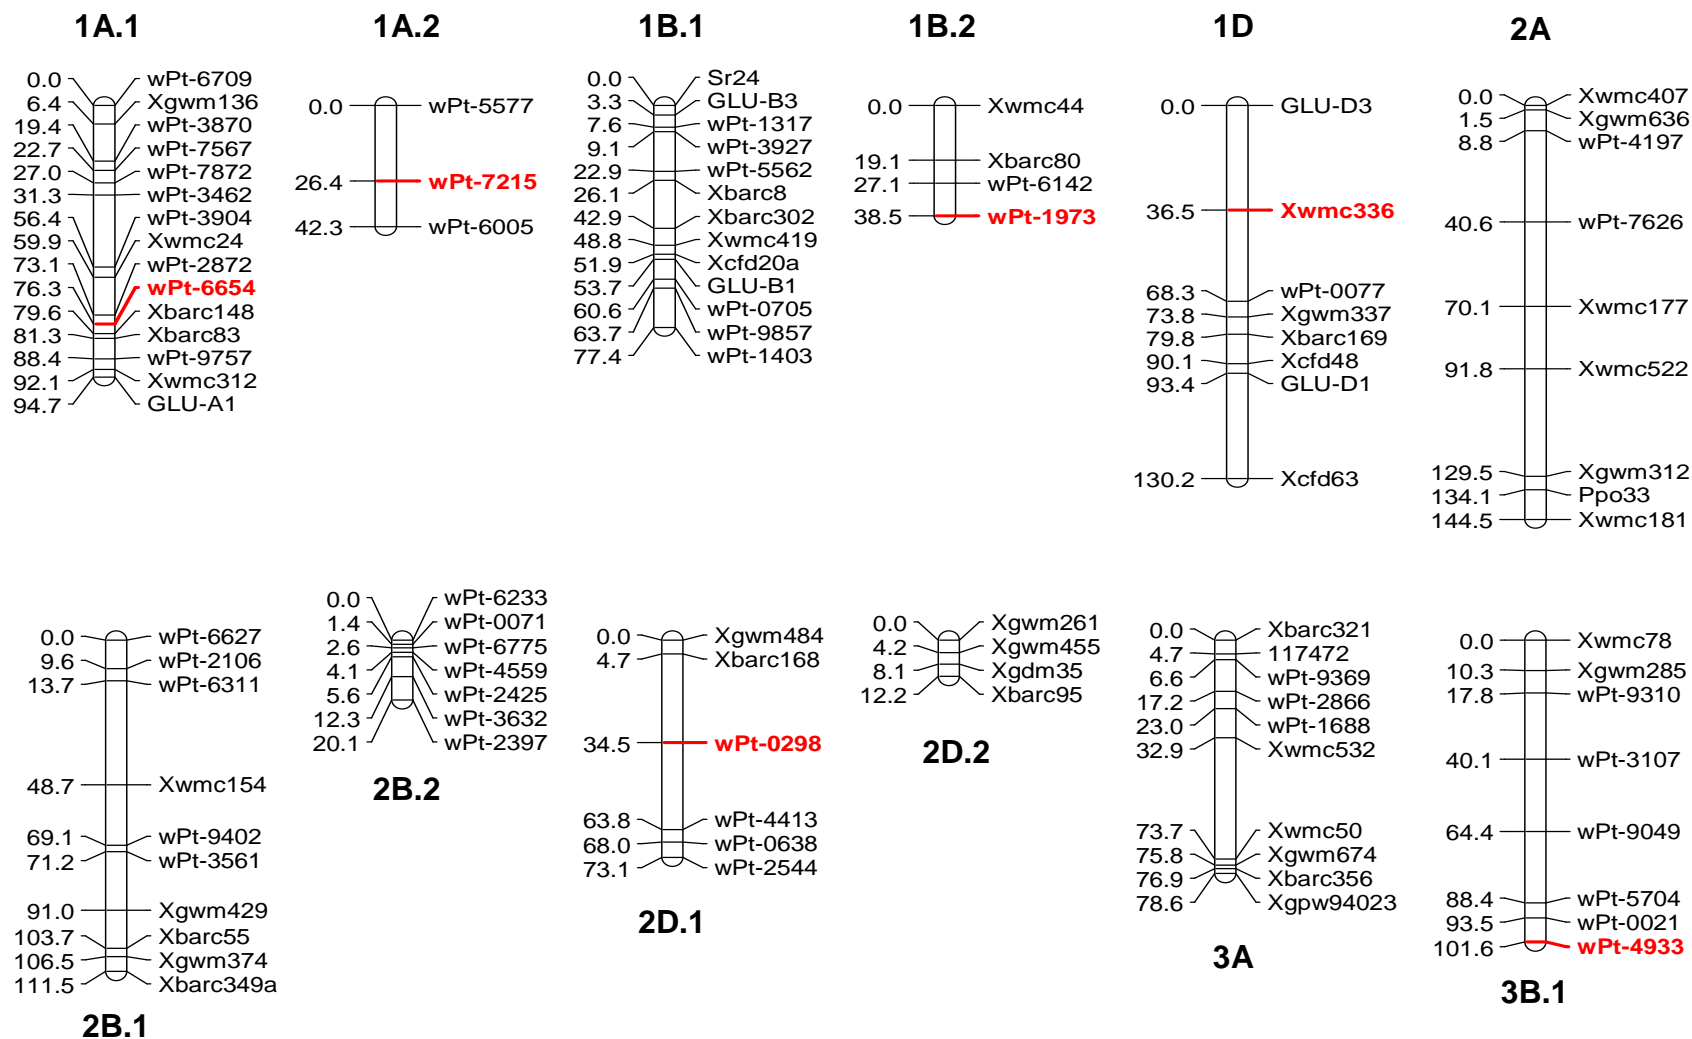 1A.1
0.0 wPt-6709
6.4 Xgwm136
19.4 wPt-3870
22.7 wPt-7567
27.0 wPt-7872
31.3 wPt-3462
56.4 wPt-3904
59.9 Xwmc24
73.1 wPt-2872
76.3 wPt-6654
79.6 Xbarc148
81.3 Xbarc83
88.4 wPt-9757
92.1 Xwmc312
94.7 GLU-A1
1A.2
0.0 wPt-5577
26.4 wPt-7215
42.3 wPt-6005
1B.1
0.0 Sr24
3.3 GLU-B3
7.6 wPt-1317
9.1 wPt-3927
22.9 wPt-5562
26.1 Xbarc8
42.9 Xbarc302
48.8 Xwmc419
51.9 Xcfd20a
53.7 GLU-B1
60.6 wPt-0705
63.7 wPt-9857
77.4 wPt-1403
1B.2
0.0 Xwmc44
19.1 Xbarc80
27.1 wPt-6142
38.5 wPt-1973
1D
0.0 GLU-D3
36.5 Xwmc336
68.3 wPt-0077
73.8 Xgwm337
79.8 Xbarc169
90.1 Xcfd48
93.4 GLU-D1
130.2 Xcfd63
2A
0.0 Xwmc407
1.5 Xgwm636
8.8 wPt-4197
40.6 wPt-7626
70.1 Xwmc177
91.8 Xwmc522
129.5 Xgwm312
134.1 Ppo33
144.5 Xwmc181
0.0 wPt-6627
9.6 wPt-2106
13.7 wPt-6311
48.7 Xwmc154
69.1 wPt-9402
71.2 wPt-3561
91.0 Xgwm429
103.7 Xbarc55
106.5 Xgwm374
111.5 Xbarc349a
2B.1
0.0 wPt-6233
1.4 wPt-0071
2.6 wPt-6775
4.1 wPt-4559
5.6 wPt-2425
12.3 wPt-3632
20.1 wPt-2397
2B.2
0.0 Xgwm484
4.7 Xbarc168
34.5 wPt-0298
63.8 wPt-4413
68.0 wPt-0638
73.1 wPt-2544
2D.1
0.0 Xgwm261
4.2 Xgwm455
8.1 Xgdm35
12.2 Xbarc95
2D.2
0.0 Xbarc321
4.7 117472
6.6 wPt-9369
17.2 wPt-2866
23.0 wPt-1688
32.9 Xwmc532
73.7 Xwmc50
75.8 Xgwm674
76.9 Xbarc356
78.6 Xgpw94023
3A
0.0 Xwmc78
10.3 Xgwm285
17.8 wPt-9310
40.1 wPt-3107
64.4 wPt-9049
88.4 wPt-5704
93.5 wPt-0021
101.6 wPt-4933
3B.1